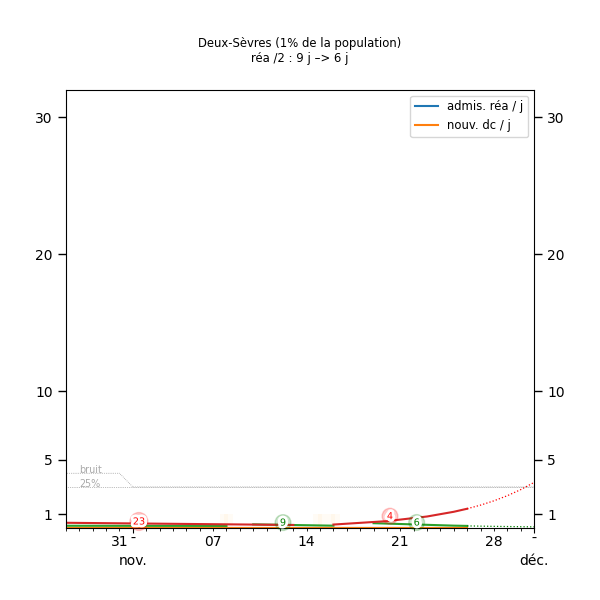 Deux-Sèvres (1% de la population)
réa /2 : 9 j –> 6 j
admis. réa / j
nouv. dc / j
30 30
20 20
10 10
5 5
bruit
25%
1 1
23 9 4 6
31 - 07 14 21 28 -
nov. déc.